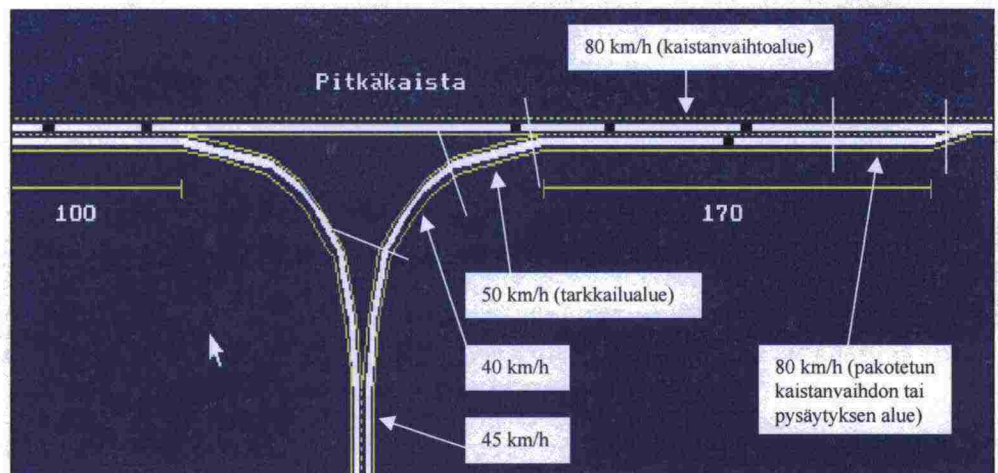 80 km/h (kaistanvaihtoalue)
Pitkäkaista
100
170
50 km/h (tarkkailualue)
40 km/h
80 km/h (pakotetun
kaistanvaihdon tai
pysäytyksen alue)
45 km/h